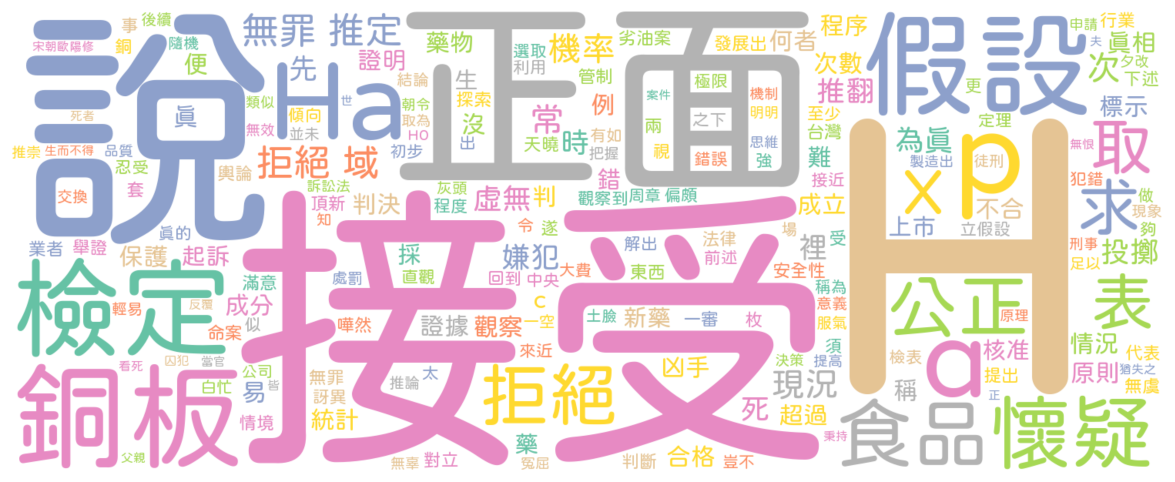 說
正面
接受
假設
H
Ha
檢定
銅板
公正
懷疑
食品
拒絕
求
表
取
a
p
x
無罪 推定
藥物
機率
劣油案
發展出
何者
程序
申請
行業
夫
真相
夕改
下述
次
次數
更
後續
事
銅
隨機
宋朝歐陽修
便
先
證明
選取
利用
管制
極限
機制
明明
案件
之下
思維
推翻
標示
定理
至少
台灣
死者
真
類似
傾向
世
結論
朝令
取為
HO
生
探索
沒
出
常
例
有如
把握
兩
視
錯誤
強
難
為真
製造出
徒刑
無恨
犯錯
推崇
生而不得
品質
無效
並未
初步
天曉
時
接近
忍受
輿論
拒絕 域
交換
套
訴訟法
頂新
知
灰頭
程度
虛無
判
錯
觀察到
周章
偏頗
成立
上市
不合
立假設
做
現象
夠
真的
業者
舉證
保護
起訴
判決
令
遂
場
裡
受
刑事
足以
投擲
採
直觀
嫌犯
解出
法律
前述
回到
中央
大費
東西
安全性
稱為
意義
服氣
滿意
處罰
輕易
反壇
成分
命案
似
嘩然
證據
觀察
c
一空
土臉
新藥
一審
枚
原理
核准
情況
代表
原則
猶失之
無虞
須
提高
決策
檢表
提出
稱
正
來近
看死
囚犯
當官
公司
白忙
易
皆
無罪
訝異
推論
太
凶手
現況
超過
死
秉持
情境
統計
藥
父親
無辜
對立
冤屈
判斷
合格
豈不